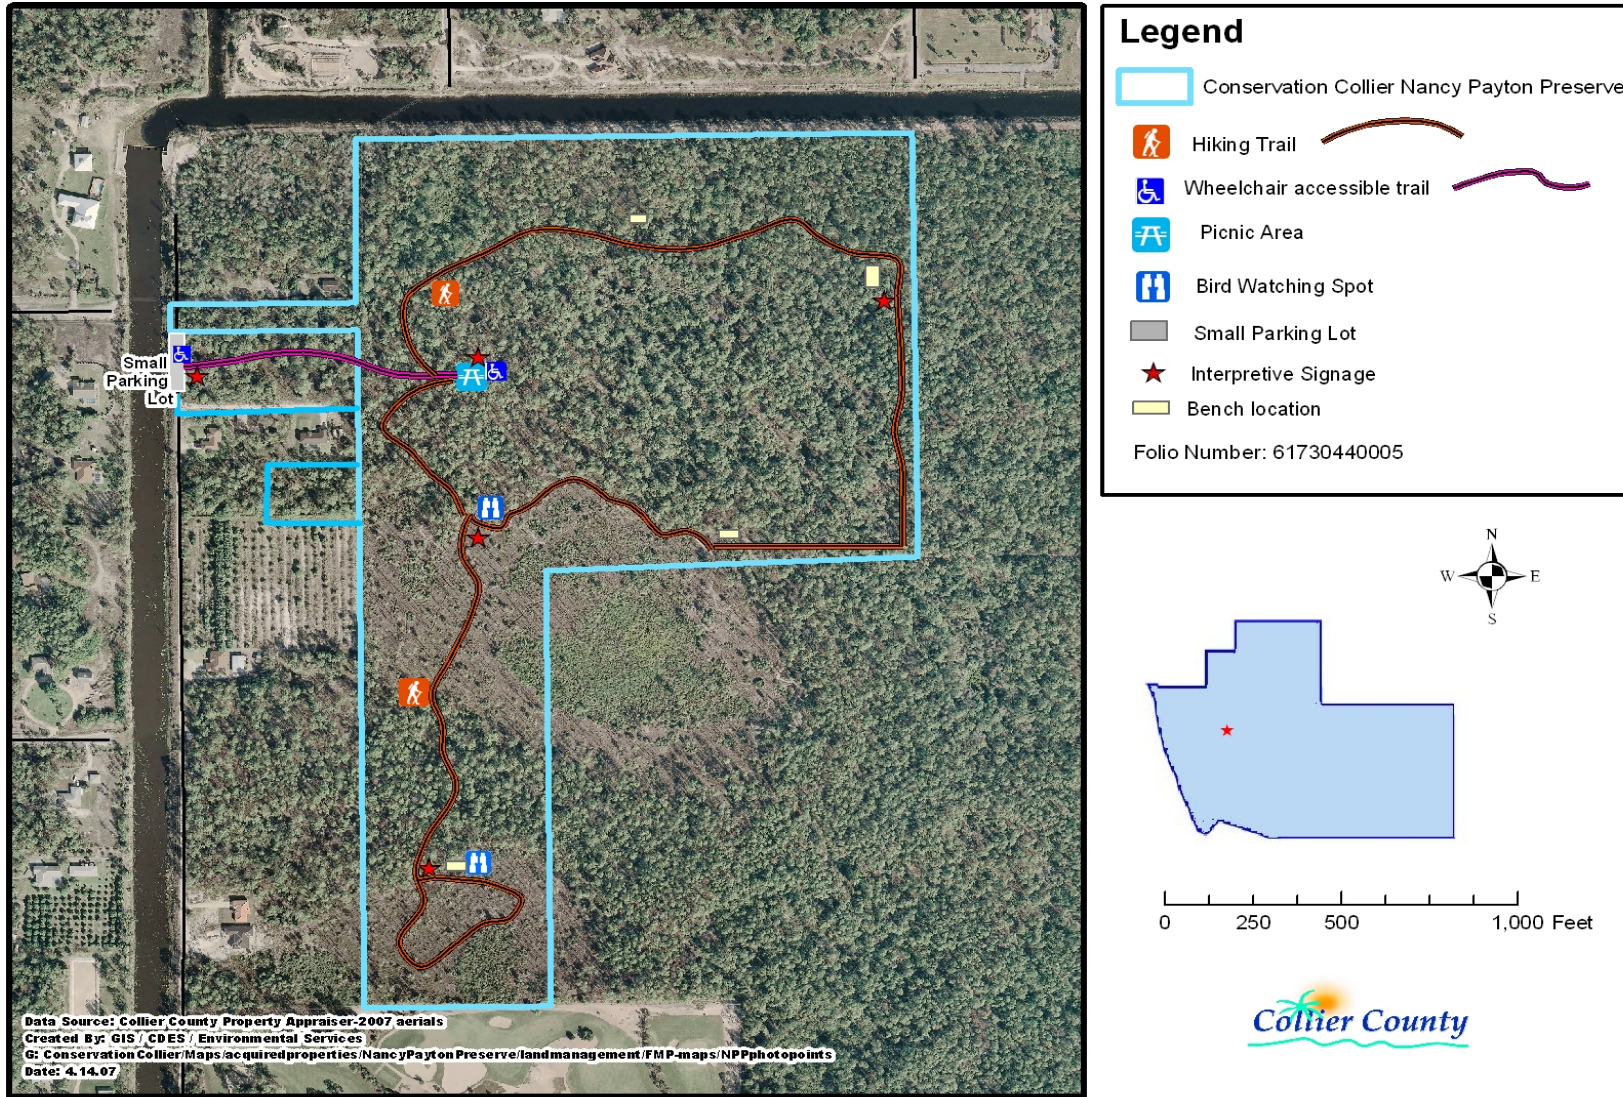 Small
Parking
Lot
Data Source: Collier County Property Appraiser-2007 aerials
Created By: GIS / CDES / Environmental Services
G: Conservation Collier/Maps/acquiredproperties/NancyPaytonPreserve/landmanagement/FMP-maps/NPPphotopoints
Date: 4.14.07
Legend
Conservation Collier Nancy Payton Preserve
Hiking Trail
Wheelchair accessible trail
Picnic Area
Bird Watching Spot
Small Parking Lot
Interpretive Signage
Bench location
Folio Number: 61730440005
N
W E
S
0 250 500 1,000 Feet
Collier County